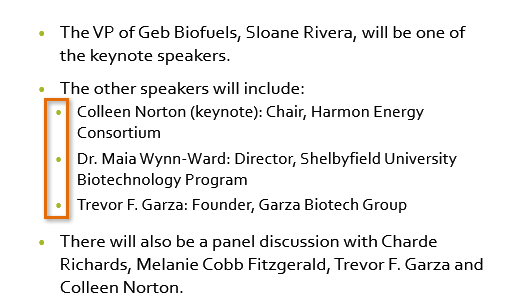 • The VP of Geb Biofuels, Sloane Rivera, will be one of
the keynote speakers.
• The other speakers will include:
• Colleen Norton (keynote): Chair, Harmon Energy
Consortium
• Dr. Maia Wynn-Ward: Director, Shelbyfield University
Biotechnology Program
• Trevor F. Garza: Founder, Garza Biotech Group
• There will also be a panel discussion with Charde
Richards, Melanie Cobb Fitzgerald, Trevor F. Garza and
Colleen Norton.